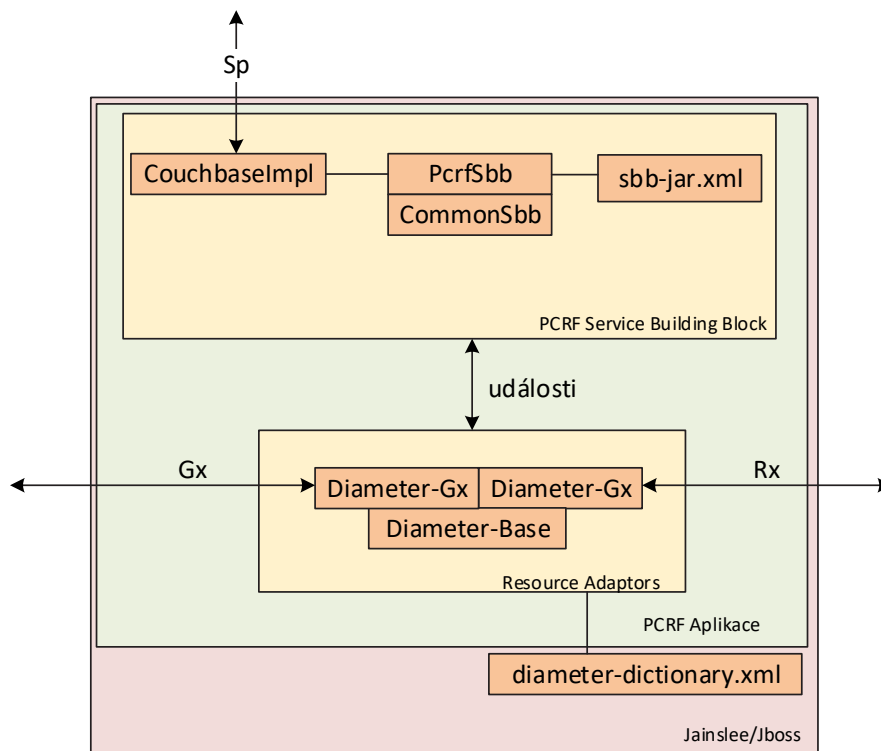 Sp
CouchbaseImpl
PcrfSbb
sbb-jar.xml
CommonSbb
PCRF Service Building Block
události
Gx
Rx
Diameter-Gx
Diameter-Gx
Diameter-Base
Resource Adaptors
PCRF Aplikace
diameter-dictionary.xml
Jainslee/Jboss